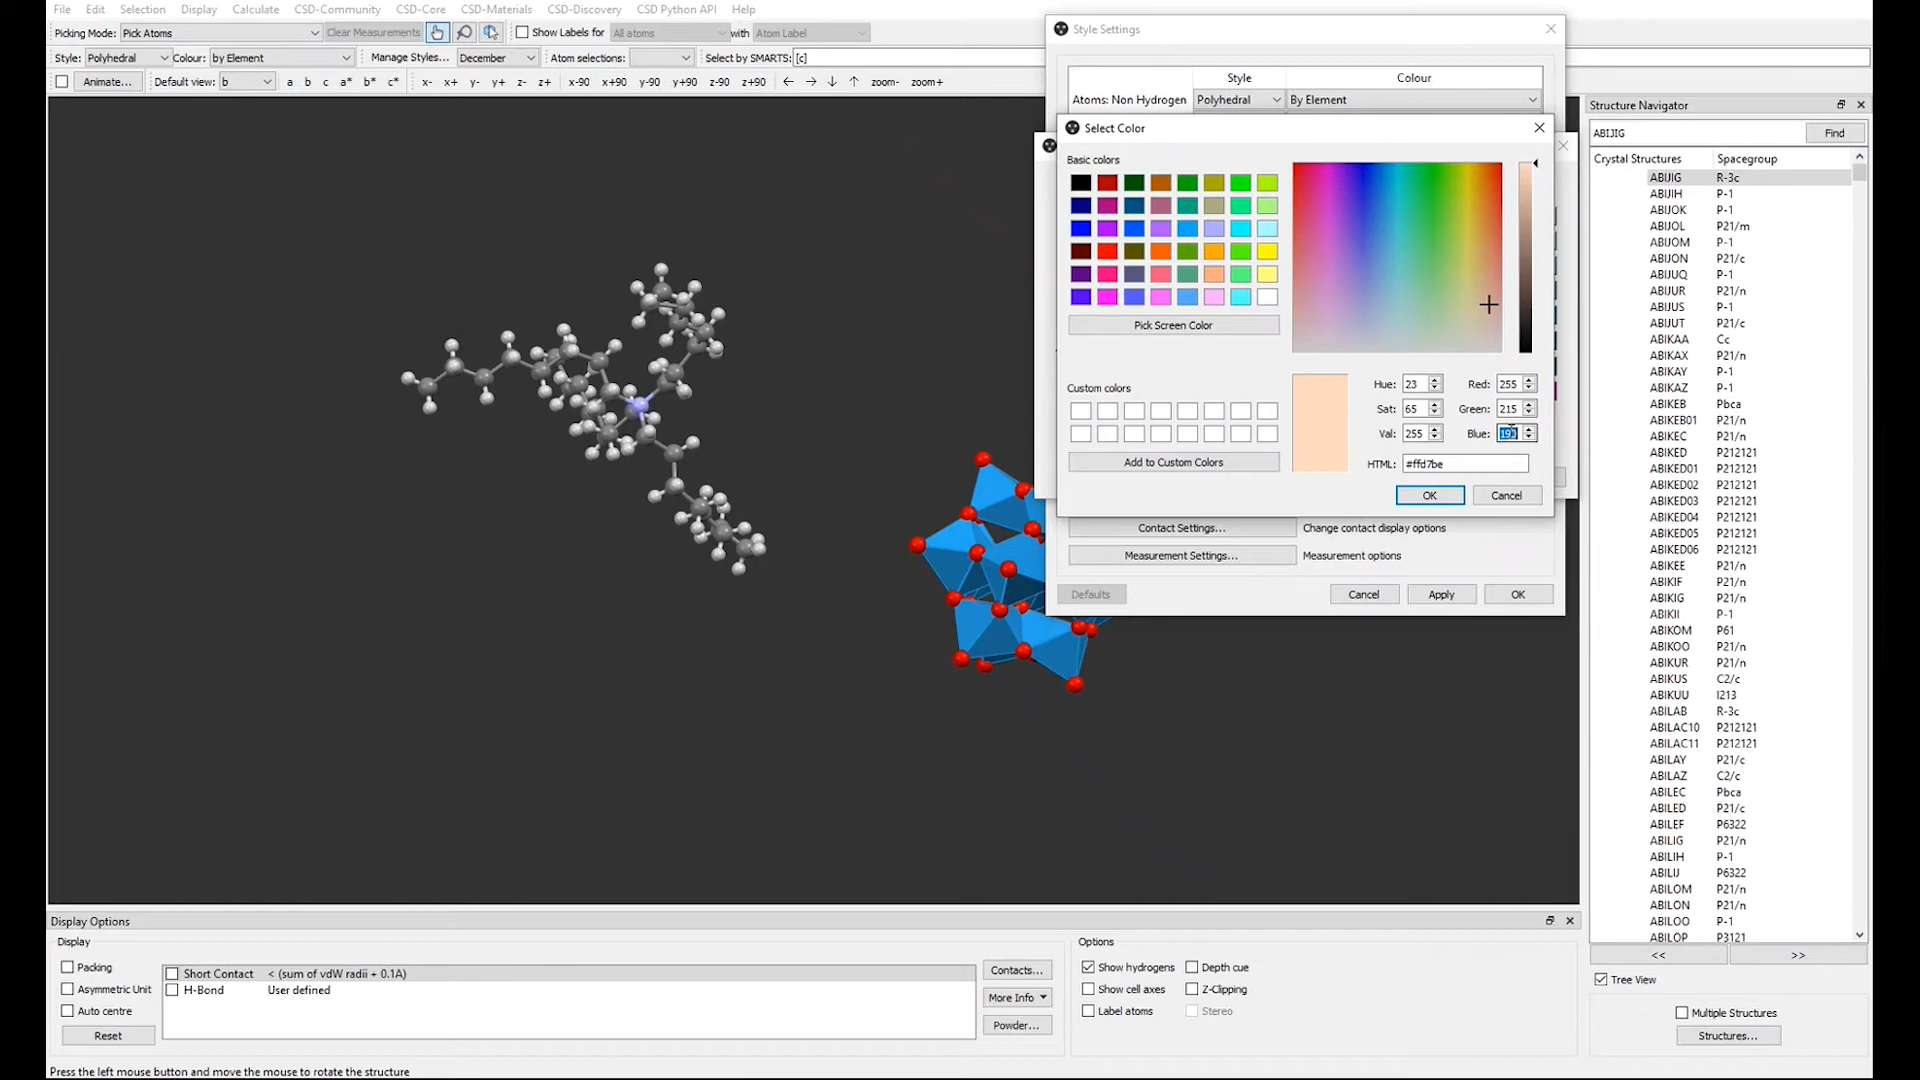 File Edit Selection Display Calculate CSD-Community CSD-Core CSD-Materials CSD-Discovery CSD Python API Help
Picking Mode: Pick Atoms Clear Measurements Show Labels for All atoms with Atom Label
Style: Polyhedral Colour: by Element Manage Styles... December Atom selections: Select by SMARTS: [c]
Animate... Default view: b a b c a* b* c* x- x+ y- y+ z- z+ x-90 x+90 y-90 y+90 z-90 z+90 ← → ↓ ↑ zoom- zoom+
Style Settings
Style Colour
Atoms: Non Hydrogen Polyhedral By Element
Select Color
Basic colors
Pick Screen Color
Custom colors
Add to Custom Colors
Hue: 23 Red: 255
Sat: 65 Green: 215
Val: 255 Blue:
HTML: #ffd7be
OK Cancel
Contact Settings... Change contact display options
Measurement Settings... Measurement options
Defaults Cancel Apply OK
Structure Navigator
ABIJIG Find
Crystal Structures Spacegroup
ABIJIG R-3c
ABIJIH P-1
ABIJOK P-1
ABIJOL P21/m
ABIJOM P-1
ABIJON P21/c
ABIJUQ P-1
ABIJUR P21/n
ABIJUS P-1
ABIJUT P21/c
ABIKAA Cc
ABIKAX P21/n
ABIKAY P-1
ABIKAZ P-1
ABIKEB Pbca
ABIKEB01 P21/n
ABIKEC P21/n
ABIKED P212121
ABIKED01 P212121
ABIKED02 P212121
ABIKED03 P212121
ABIKED04 P212121
ABIKED05 P212121
ABIKED06 P212121
ABIKEE P21/n
ABIKIF P21/n
ABIKIG P21/n
ABIKII P-1
ABIKOM P61
ABIKOO P21/n
ABIKUR P21/n
ABIKUS C2/c
ABIKUU I213
ABILAB R-3c
ABILAC10 P212121
ABILAC11 P212121
ABILAY P21/c
ABILAZ C2/c
ABILEC Pbca
ABILED P21/c
ABILEF P6322
ABILIG P21/n
ABILIH P-1
ABILIJ P6322
ABILOM P21/n
ABILON P21/n
ABILOO P-1
ABILOP P3121
<< >>
Tree View
Multiple Structures
Structures...
Display Options
Display
Packing
Asymmetric Unit
Auto centre
Reset
Short Contact < (sum of vdW radii + 0.1A)
H-Bond User defined
Contacts...
More Info
Powder...
Options
Show hydrogens Depth cue
Show cell axes Z-Clipping
Label atoms Stereo
Press the left mouse button and move the mouse to rotate the structure